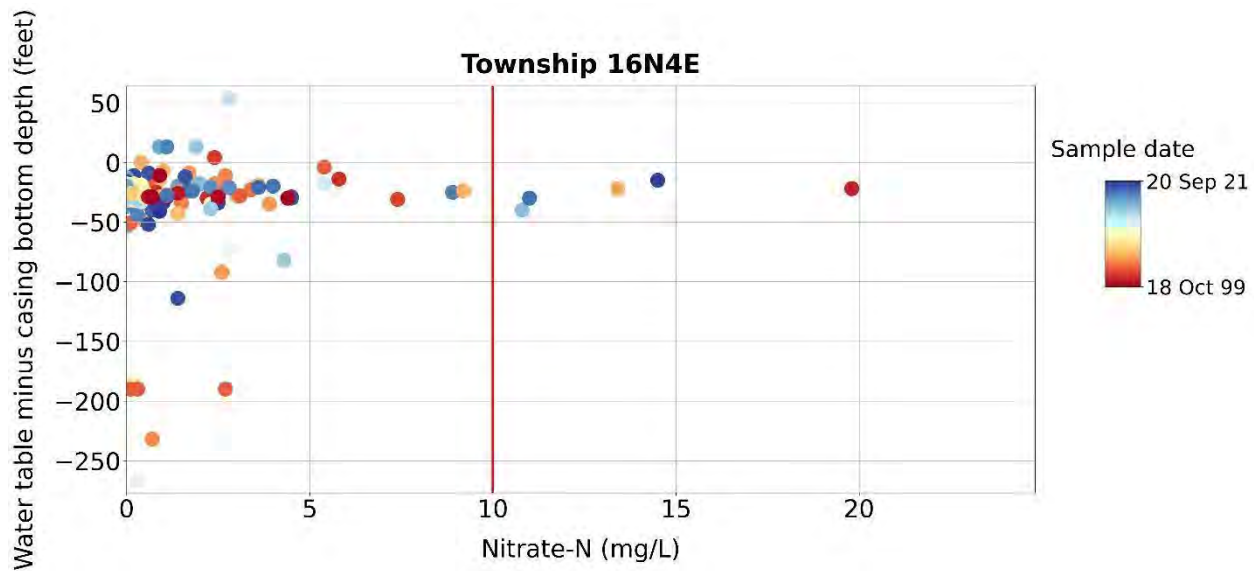 Township 16N4E
Water table minus casing bottom depth (feet)
50
0
−50
−100
−150
−200
−250
0
5
10
15
20
Nitrate-N (mg/L)
Sample date
20 Sep 21
18 Oct 99